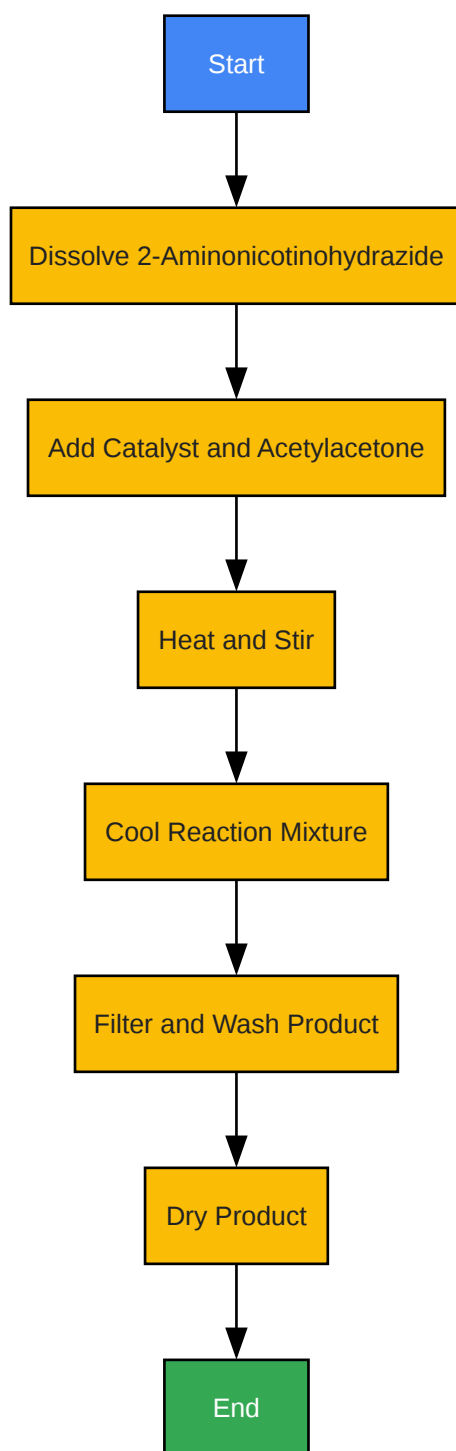 Start
Dissolve 2-Aminonicotinohydrazide
Add Catalyst and Acetylacetone
Heat and Stir
Cool Reaction Mixture
Filter and Wash Product
Dry Product
End